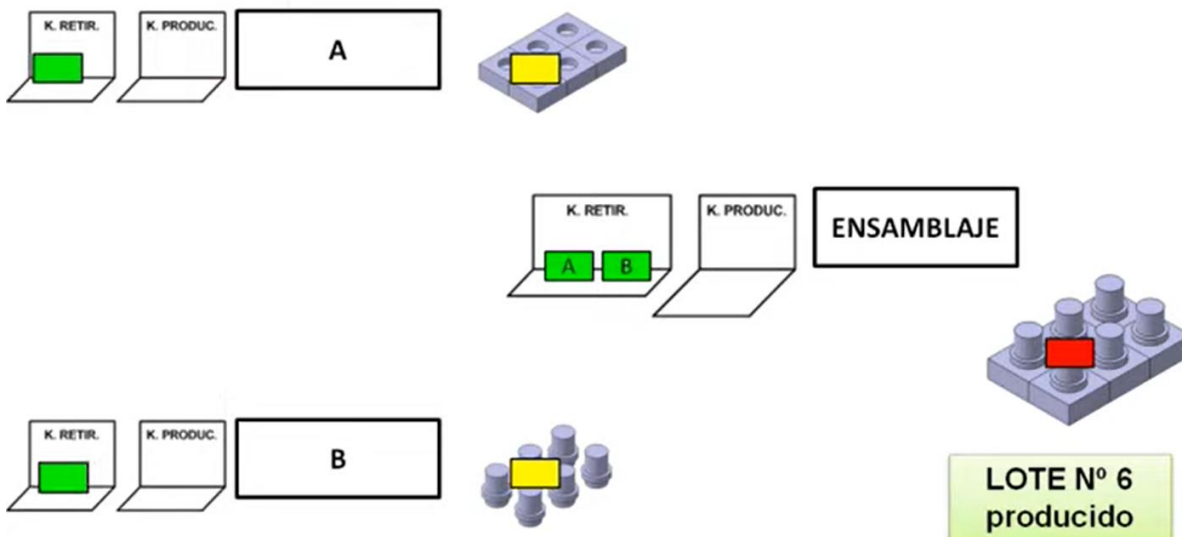 K. RETIR.
K. PRODUC.
A
K. RETIR.
K. PRODUC.
A
B
ENSAMBLAJE
K. RETIR.
K. PRODUC.
B
LOTE Nº 6
producido